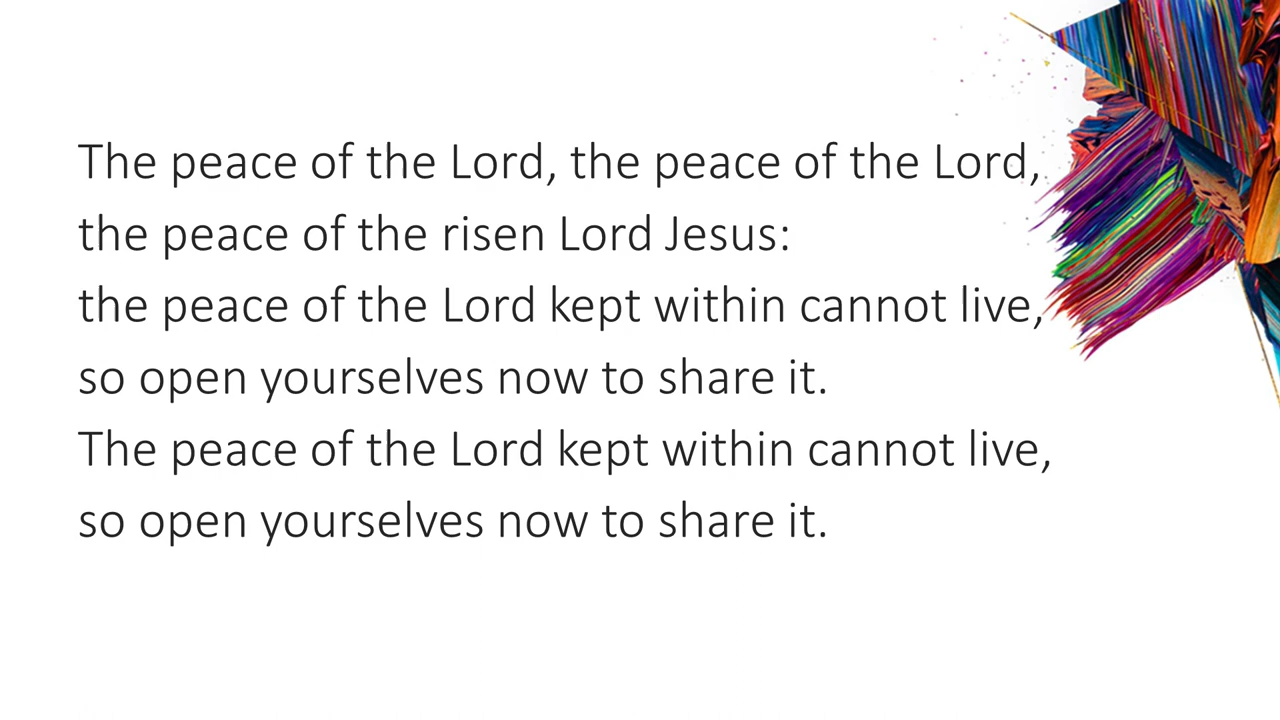 The peace of the Lord, the peace of the Lord,
the peace of the risen Lord Jesus:
the peace of the Lord kept within cannot live,
so open yourselves now to share it.
The peace of the Lord kept within cannot live,
so open yourselves now to share it.